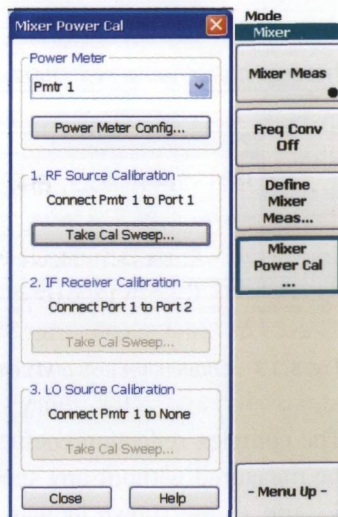 Mixer Power Cal
Power Meter
Pmtr 1
Power Meter Config...
1. RF Source Calibration
Connect Pmtr 1 to Port 1
Take Cal Sweep...
2. IF Receiver Calibration
Connect Port 1 to Port 2
Take Cal Sweep...
3. LO Source Calibration
Connect Pmtr 1 to None
Take Cal Sweep...
Close
Help
Mode
Mixer
Mixer Meas
Freq Conv
Off
Define
Mixer
Meas...
Mixer
Power Cal
...
- Menu Up -